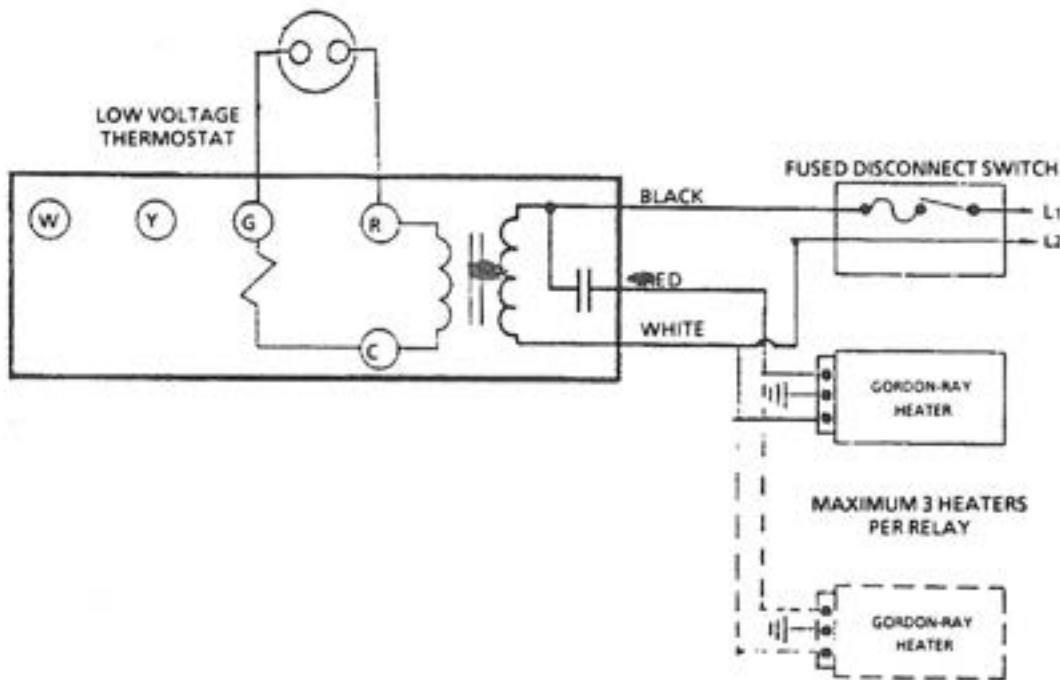 LOW VOLTAGE
THERMOSTAT
FUSED DISCONNECT SWITCH
W
Y
G
R
BLACK
L1
L2
WHITE
C
GORDON-RAY
HEATER
MAXIMUM 3 HEATERS
PER RELAY
GORDON-RAY
HEATER